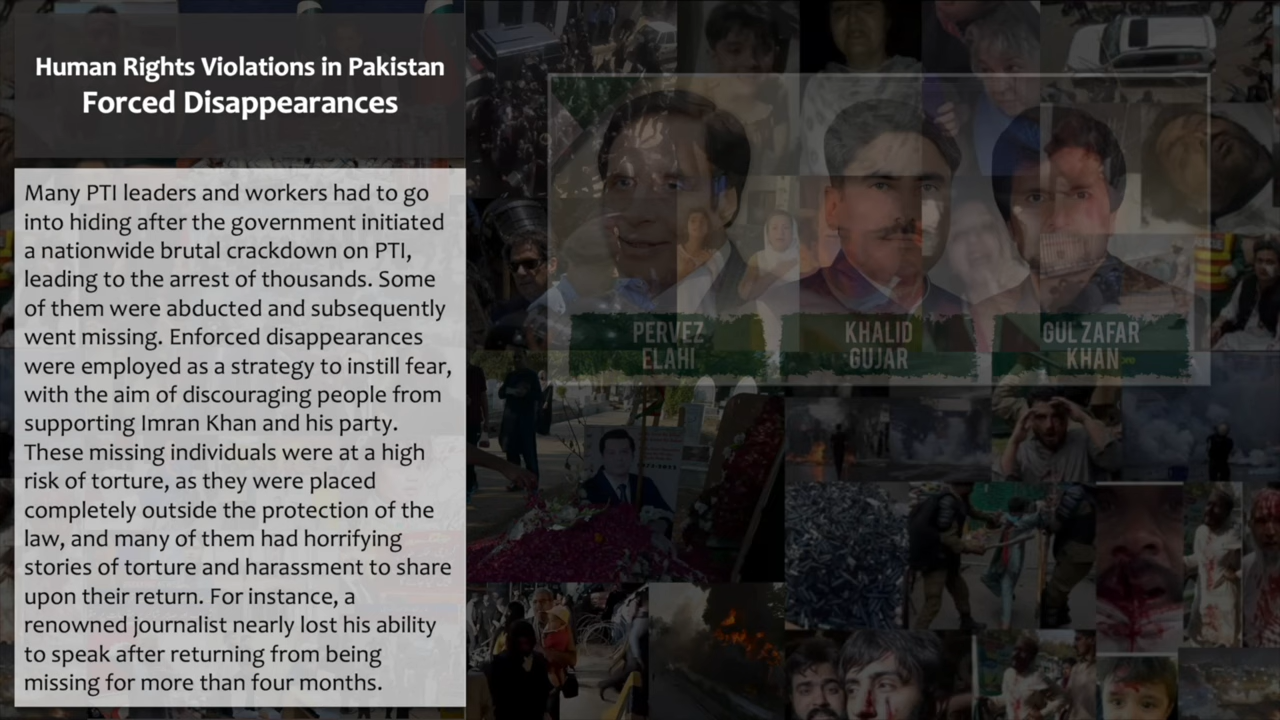 Human Rights Violations in Pakistan
Forced Disappearances
Many PTI leaders and workers had to go
into hiding after the government initiated
a nationwide brutal crackdown on PTI,
leading to the arrest of thousands. Some
of them were abducted and subsequently
went missing. Enforced disappearances
were employed as a strategy to instill fear,
with the aim of discouraging people from
supporting Imran Khan and his party.
These missing individuals were at a high
risk of torture, as they were placed
completely outside the protection of the
law, and many of them had horrifying
stories of torture and harassment to share
upon their return. For instance, a
renowned journalist nearly lost his ability
to speak after returning from being
missing for more than four months.
PERVEZ
ELAHI
KHALID
GUJAR
GUL ZAFAR
KHAN